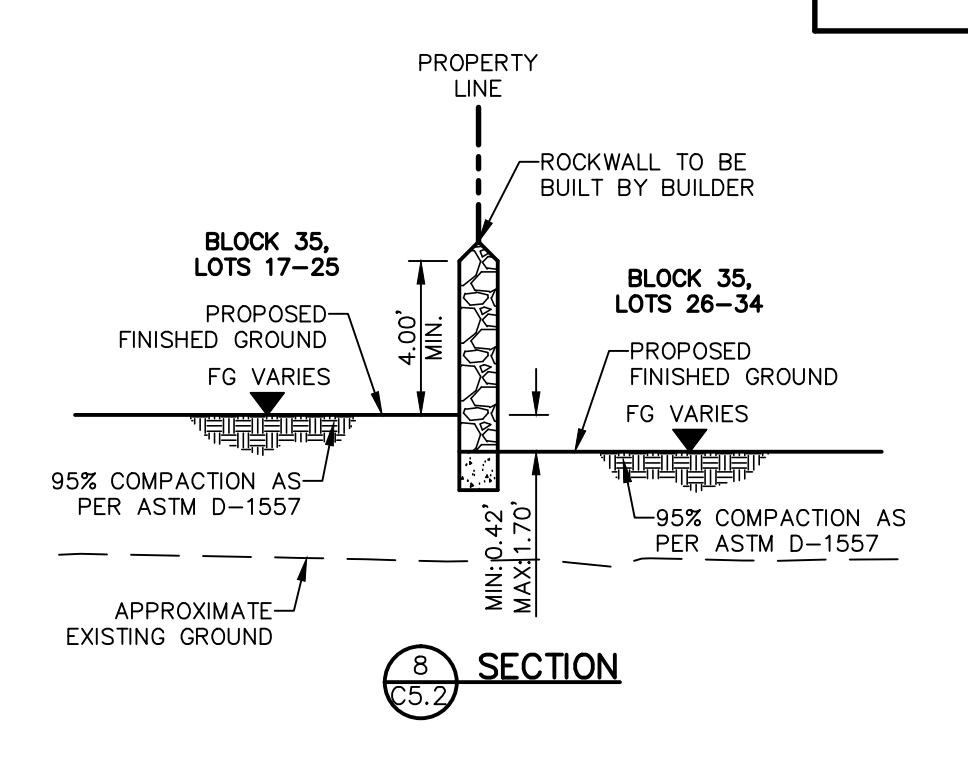 PROPERTY
LINE
ROCKWALL TO BE
BUILT BY BUILDER
BLOCK 35,
LOTS 17-25
BLOCK 35,
LOTS 26-34
PROPOSED
FINISHED GROUND
FG VARIES
4.00'
MIN.
PROPOSED
FINISHED GROUND
FG VARIES
95% COMPACTION AS
PER ASTM D-1557
95% COMPACTION AS
PER ASTM D-1557
MIN: 0.42'
MAX: 1.70'
APPROXIMATE
EXISTING GROUND
8
C5.2
SECTION